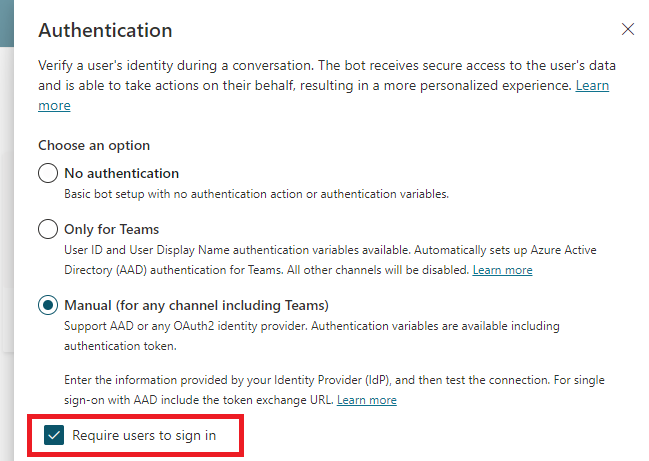 Authentication
Verify a user's identity during a conversation. The bot receives secure access to the user's data
and is able to take actions on their behalf, resulting in a more personalized experience. Learn
more
Choose an option
No authentication
Basic bot setup with no authentication action or authentication variables.
Only for Teams
User ID and User Display Name authentication variables available. Automatically sets up Azure Active
Directory (AAD) authentication for Teams. All other channels will be disabled. Learn more
Manual (for any channel including Teams)
Support AAD or any OAuth2 identity provider. Authentication variables are available including
authentication token.
Enter the information provided by your Identity Provider (IdP), and then test the connection. For single
sign-on with AAD include the token exchange URL. Learn more
Require users to sign in